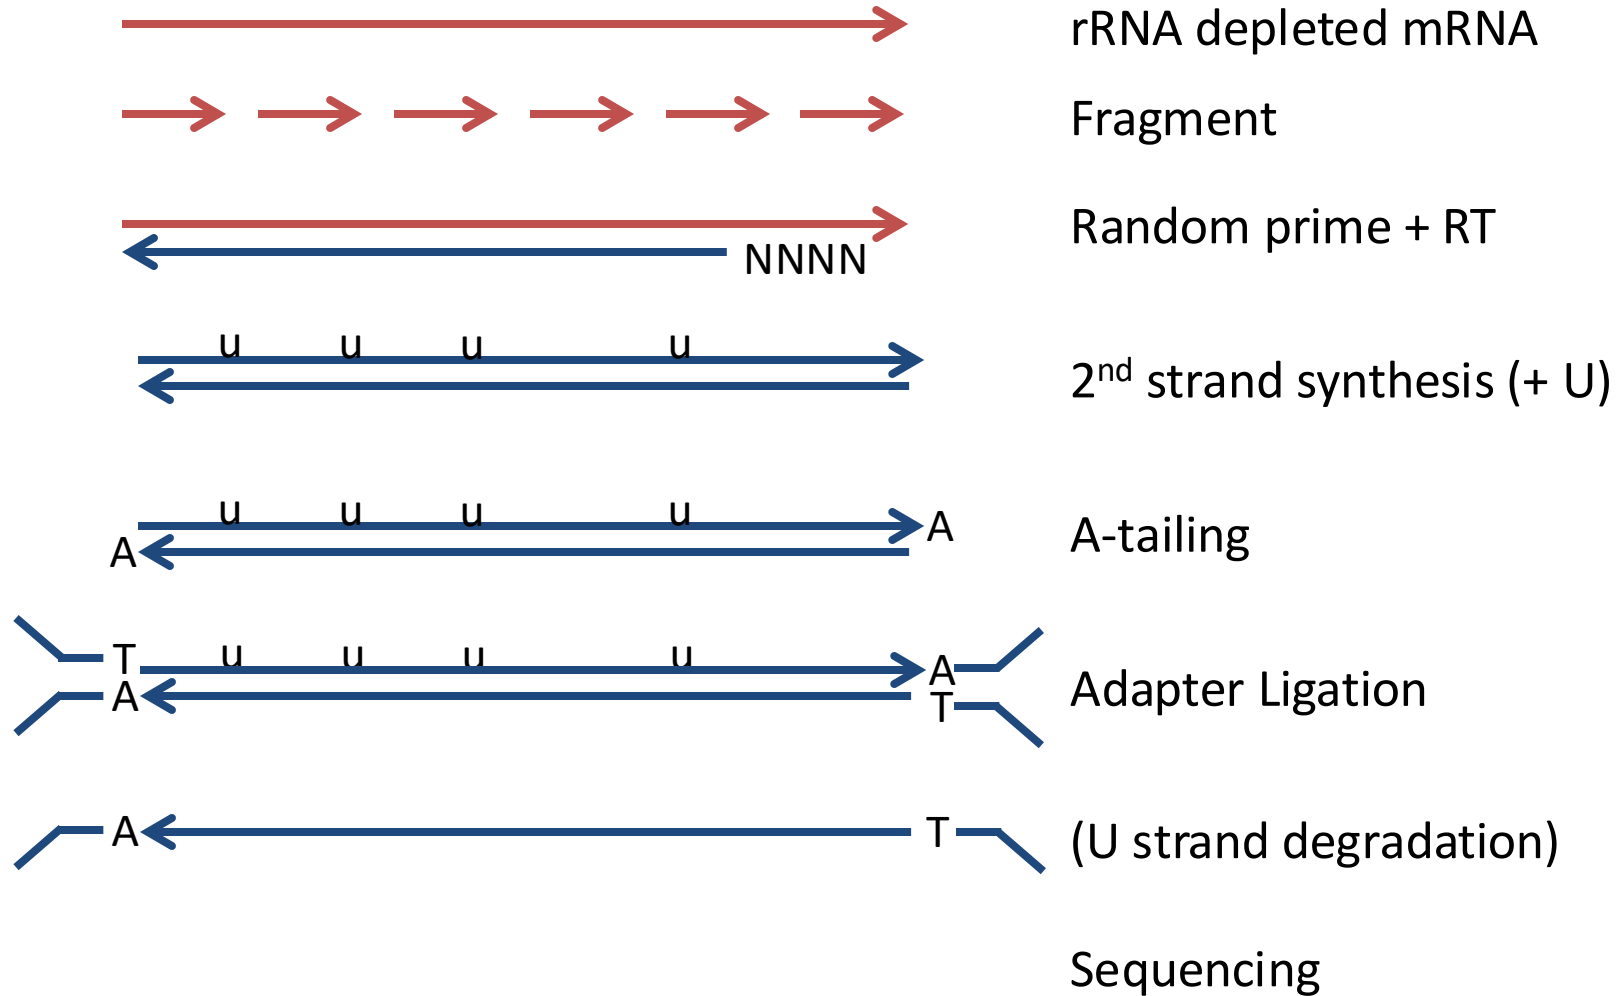 rRNA depleted mRNA
Fragment
Random prime + RT
NNNN
u u u u
2nd strand synthesis (+ U)
u u u u
A
A
A-tailing
T u u u u A
A T
Adapter Ligation
A T
(U strand degradation)
Sequencing